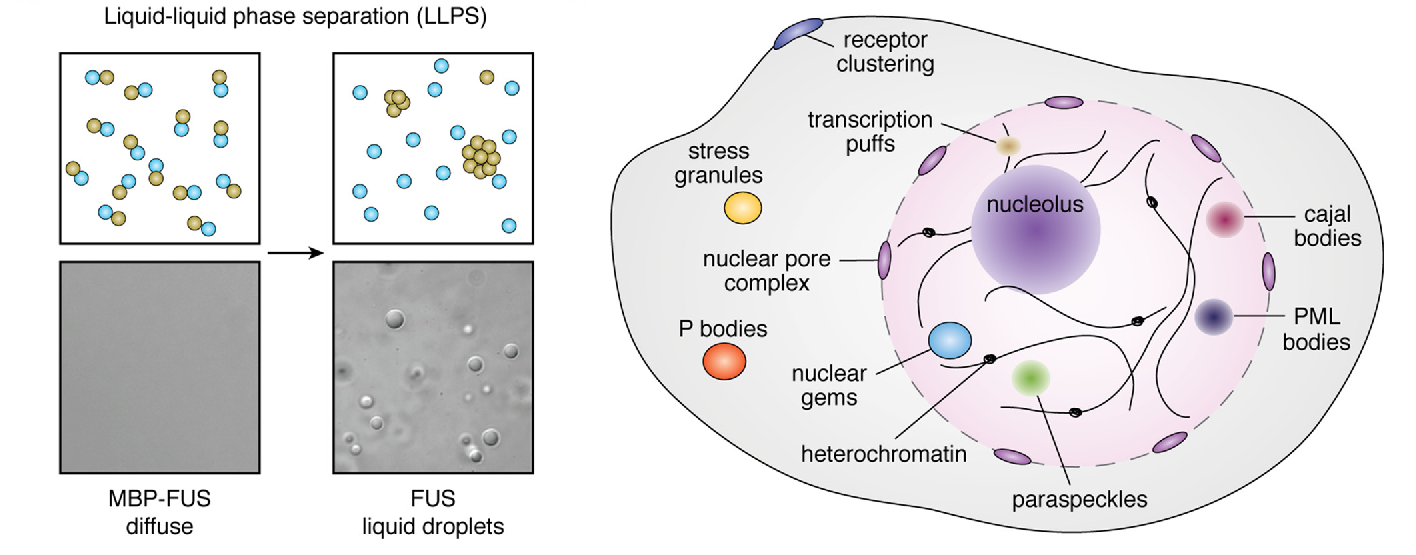 Liquid-liquid phase separation (LLPS)
MBP-FUS
diffuse
FUS
liquid droplets
receptor
clustering
transcription
puffs
stress
granules
nucleolus
cajal
bodies
nuclear pore
complex
P bodies
PML
bodies
nuclear
gems
heterochromatin
paraspeckles